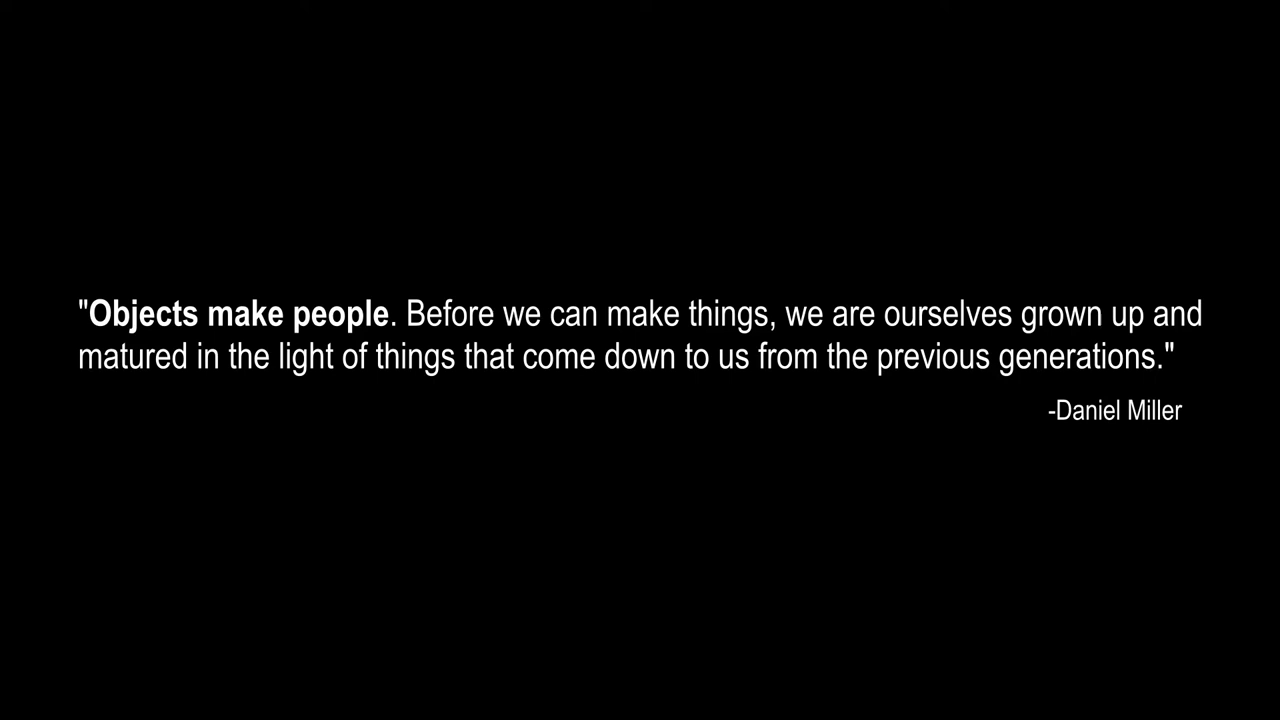 "Objects make people. Before we can make things, we are ourselves grown up and
matured in the light of things that come down to us from the previous generations."
-Daniel Miller